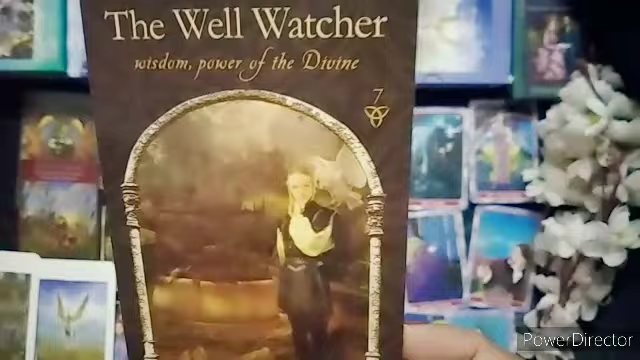 The Well Watcher
wisdom, power of the Divine
7
PowerDirector